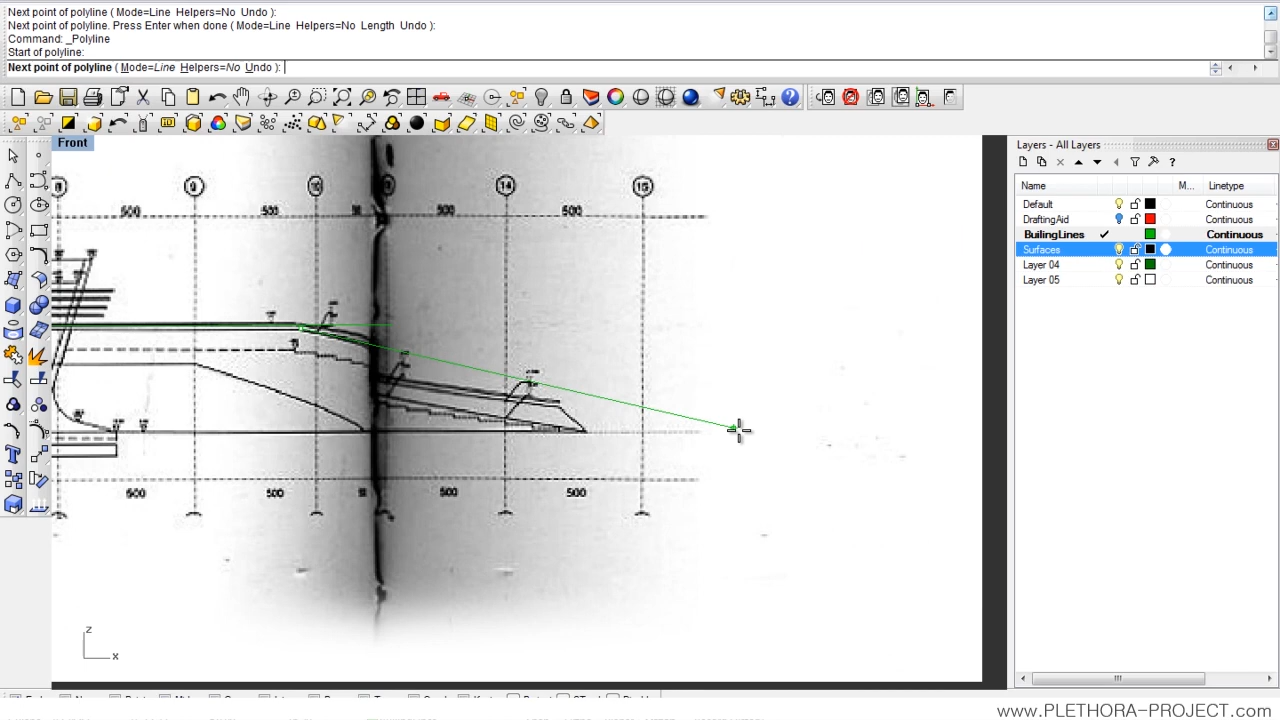 Next point of polyline ( Mode=Line  Helpers=No  Undo ):
Next point of polyline. Press Enter when done ( Mode=Line  Helpers=No  Length  Undo ):
Command: _Polyline
Start of polyline:
Next point of polyline ( Mode=Line  Helpers=No  Undo ):
Front
Layers - All Layers
Name M... Linetype
Default Continuous
DraftingAid Continuous
BuilingLines Continuous
Surfaces Continuous
Layer 04 Continuous
Layer 05 Continuous
9 14 15
500 500 500 500
500 500 500 500
z
x
www.PLETHORA-PROJECT.com